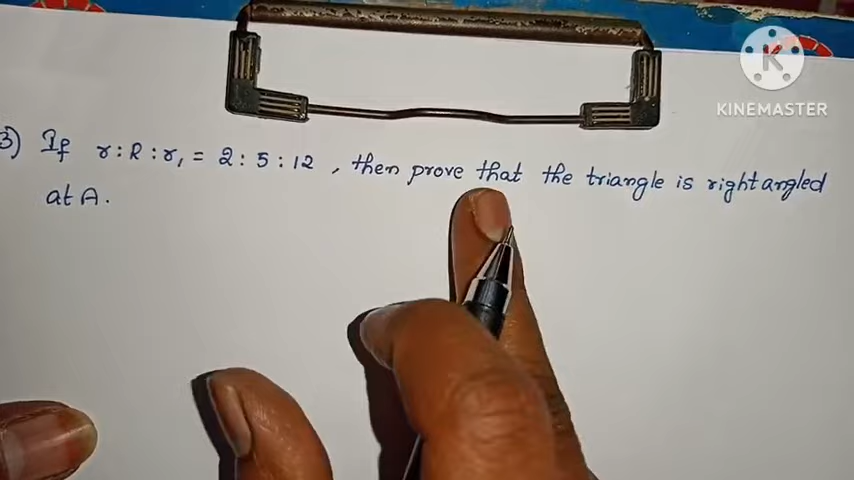 3) If r:R:r₁ = 2:5:12, then prove that the triangle is right angled
at A.
K
KINEMASTER